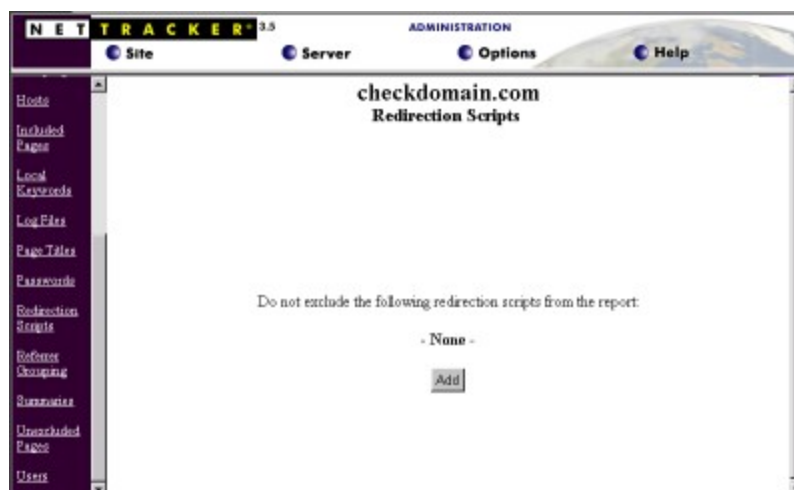 NET TRACKER® 3.5
ADMINISTRATION
Site
Server
Options
Help
Hosts
Included
Pages
Local
Keywords
Log Files
Page Titles
Passwords
Redirection
Scripts
Referrer
Grouping
Summaries
Unexcluded
Pages
Users
checkdomain.com
Redirection Scripts
Do not exclude the following redirection scripts from the report:
- None -
Add